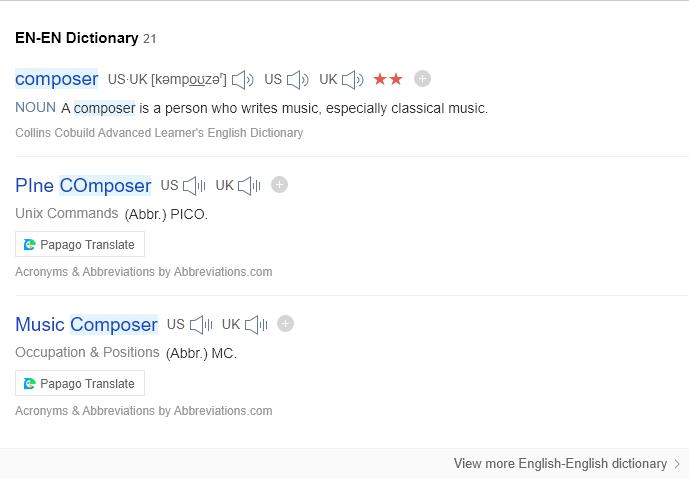 EN-EN Dictionary 21
composer US·UK [kəmpoʊzəʳ] US UK ★★
NOUN A composer is a person who writes music, especially classical music.
Collins Cobuild Advanced Learner's English Dictionary
PIne COmposer US UK
Unix Commands (Abbr.) PICO.
Papago Translate
Acronyms & Abbreviations by Abbreviations.com
Music Composer US UK
Occupation & Positions (Abbr.) MC.
Papago Translate
Acronyms & Abbreviations by Abbreviations.com
View more English-English dictionary >